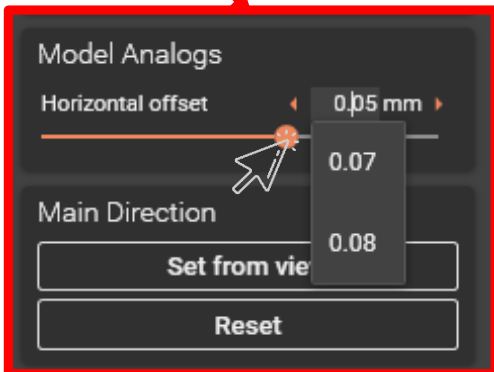 Model Analogs
Horizontal offset 0.05 mm
0.07
0.08
Main Direction
Set from vie
Reset